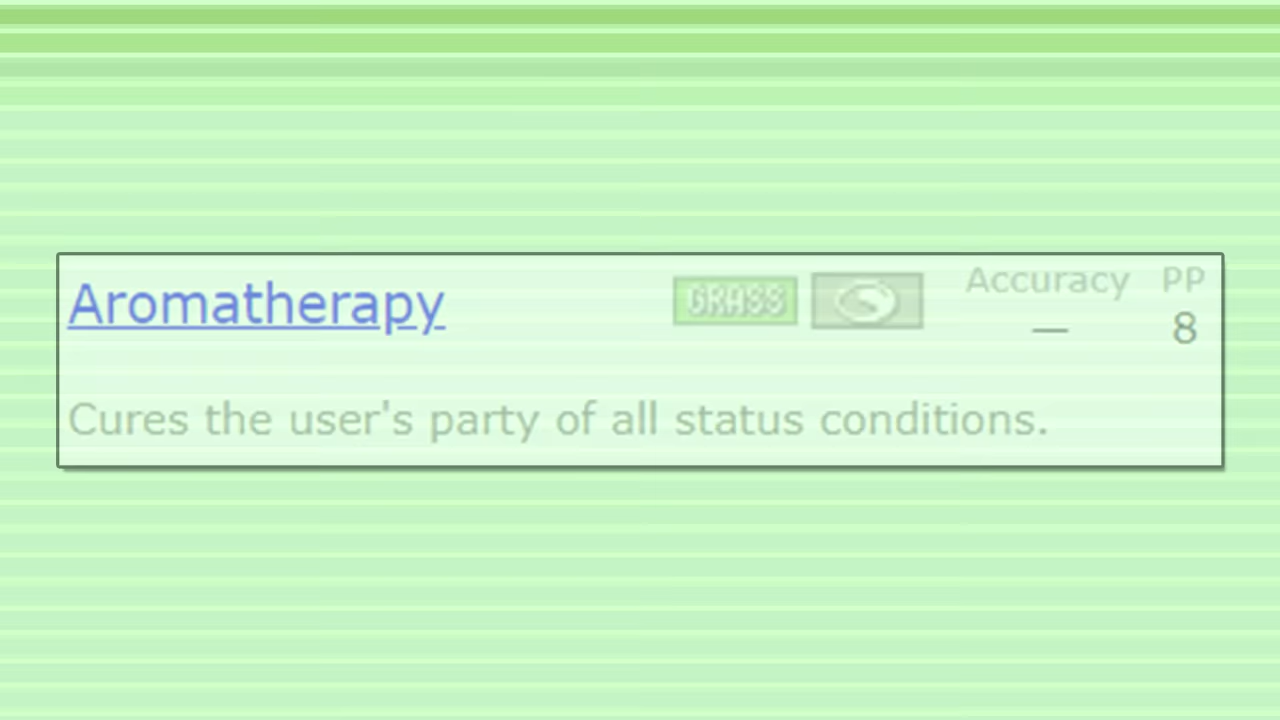 Aromatherapy GRASS Accuracy PP
— 8
Cures the user's party of all status conditions.